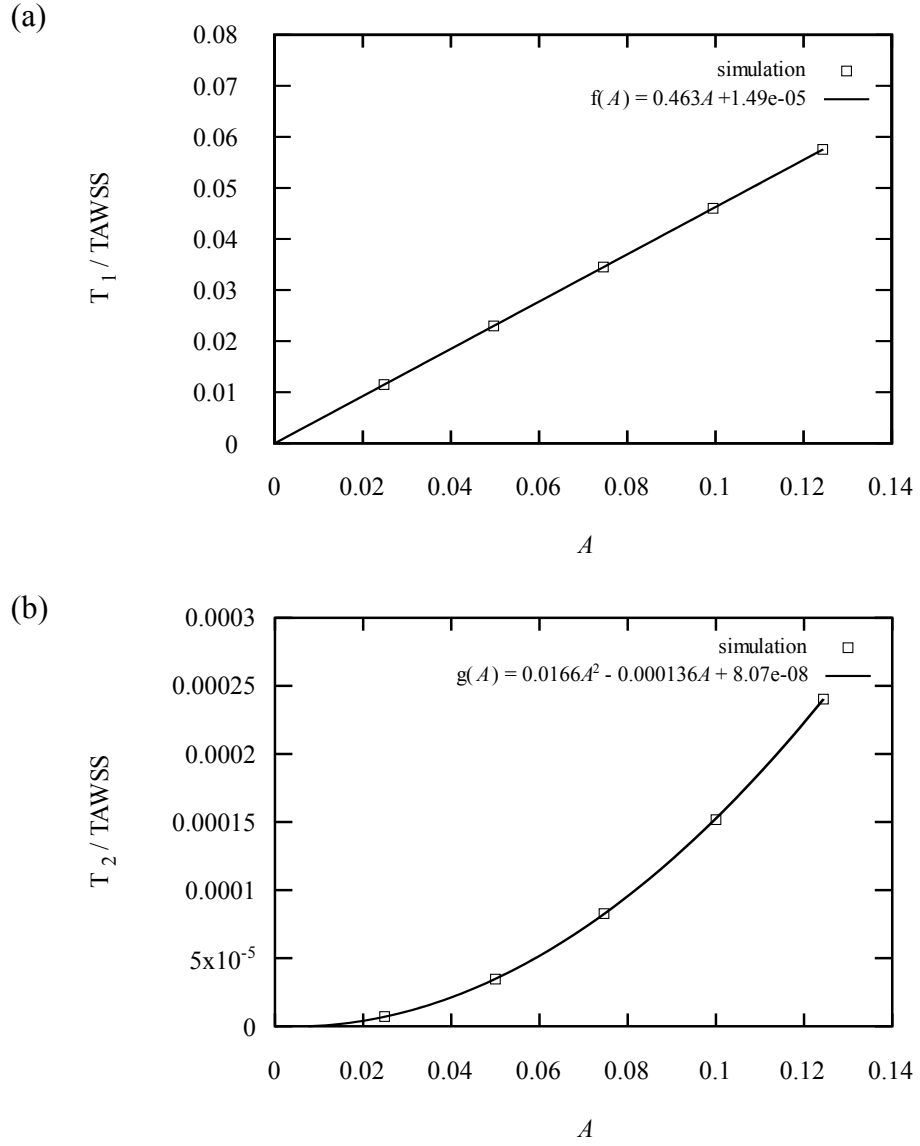 (a)
0.08
0.07
0.06
0.05
0.04
0.03
0.02
0.01
0
T1 / TAWSS
simulation
f(A) = 0.463A +1.49e-05
0 0.02 0.04 0.06 0.08 0.1 0.12 0.14
A
(b)
0.0003
0.00025
0.0002
0.00015
0.0001
5x10-5
0
T2 / TAWSS
simulation
g(A) = 0.0166A² - 0.000136A + 8.07e-08
0 0.02 0.04 0.06 0.08 0.1 0.12 0.14
A